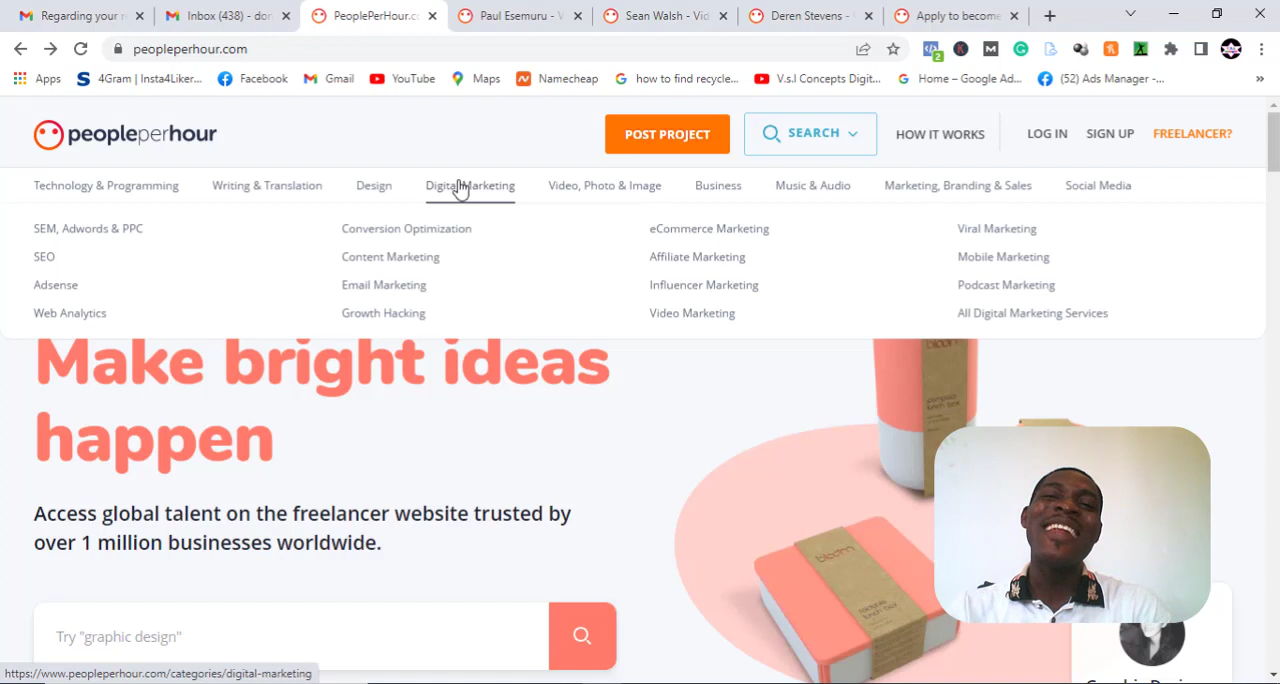 Regarding your r
Inbox (438) - don
PeoplePerHour.co
Paul Esemuru - V
Sean Walsh - Vid
Deren Stevens -
Apply to become
peopleperhour.com
Apps
4Gram | Insta4Liker...
Facebook
Gmail
YouTube
Maps
Namecheap
how to find recycle...
V.s.l Concepts Digit...
Home – Google Ad...
(52) Ads Manager -...
peopleperhour
POST PROJECT
SEARCH
HOW IT WORKS
LOG IN
SIGN UP
FREELANCER?
Technology & Programming
Writing & Translation
Design
Digital Marketing
Video, Photo & Image
Business
Music & Audio
Marketing, Branding & Sales
Social Media
SEM, Adwords & PPC
SEO
Adsense
Web Analytics
Conversion Optimization
Content Marketing
Email Marketing
Growth Hacking
eCommerce Marketing
Affiliate Marketing
Influencer Marketing
Video Marketing
Viral Marketing
Mobile Marketing
Podcast Marketing
All Digital Marketing Services
Make bright ideas
happen
Access global talent on the freelancer website trusted by
over 1 million businesses worldwide.
Try "graphic design"
bloom
https://www.peopleperhour.com/categories/digital-marketing